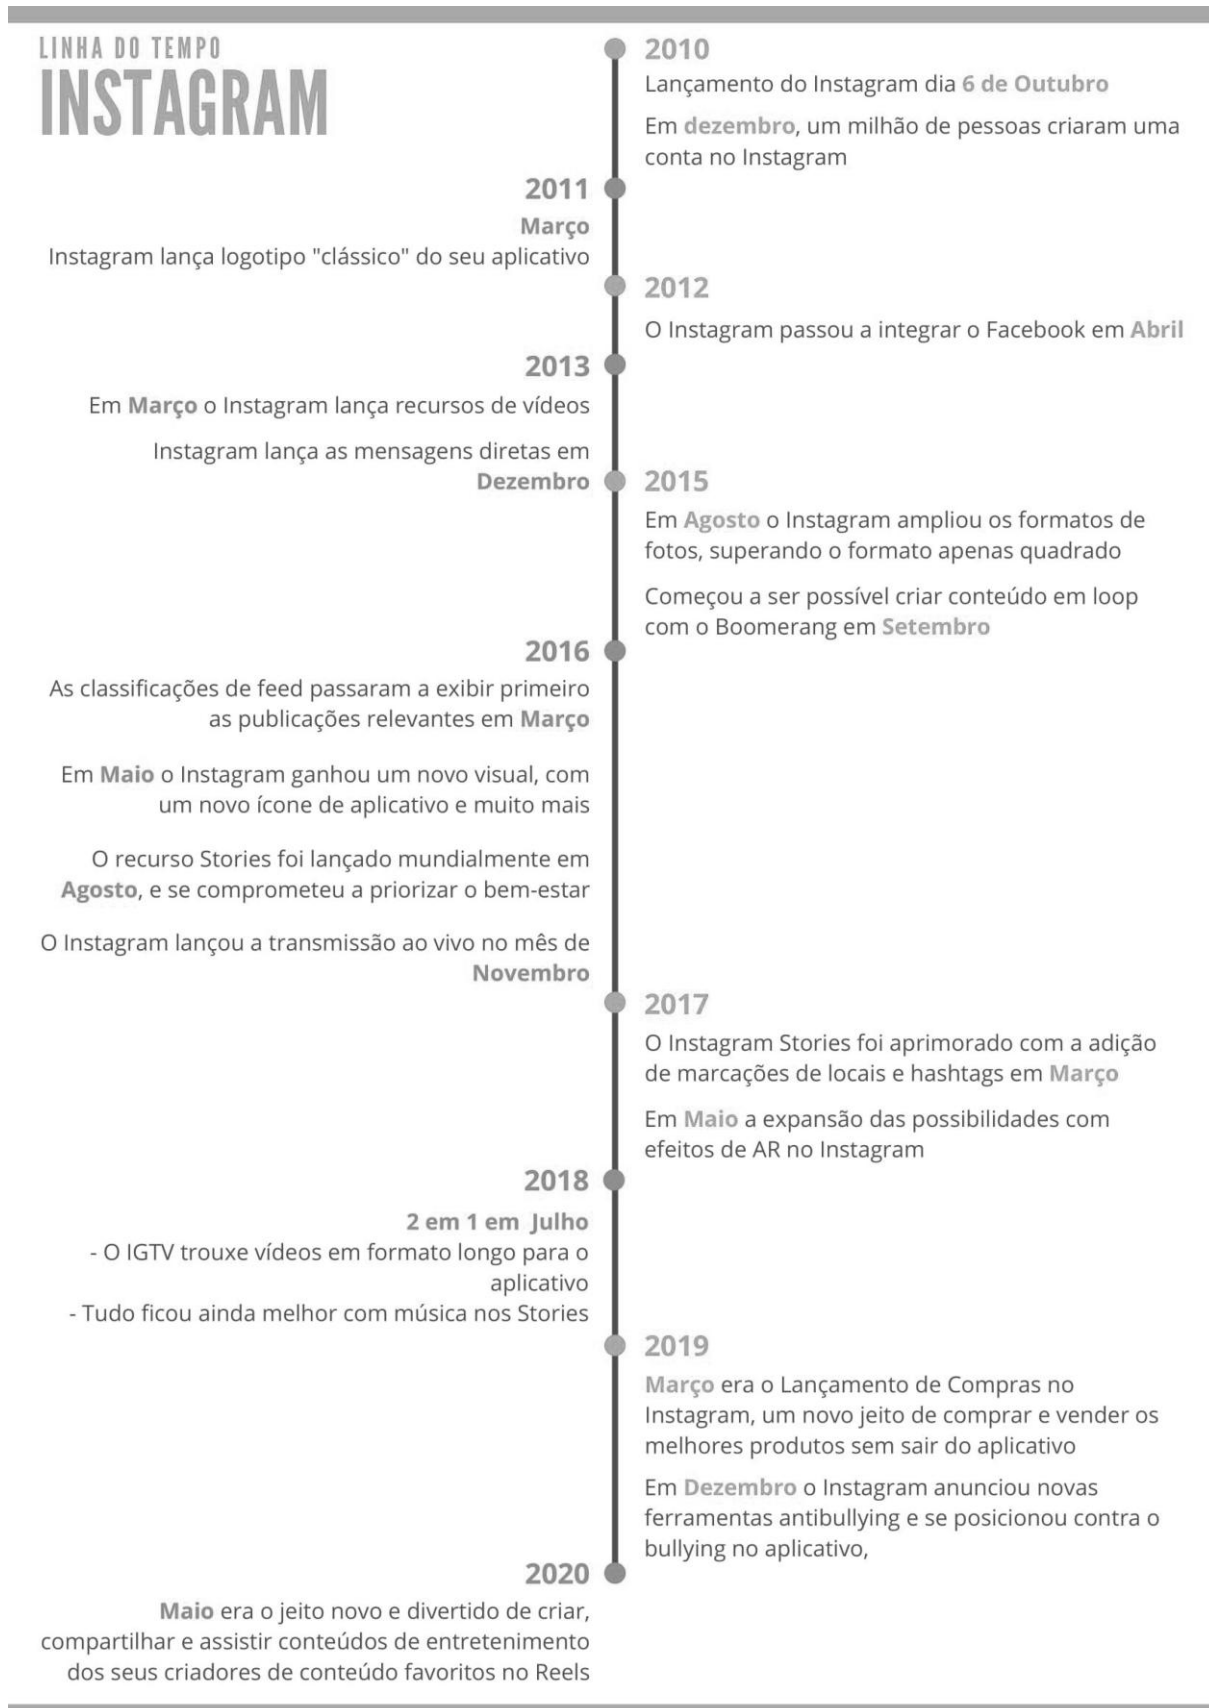 LINHA DO TEMPO
INSTAGRAM
2010
Lançamento do Instagram dia 6 de Outubro
Em dezembro, um milhão de pessoas criaram uma
conta no Instagram
2011
Março
Instagram lança logotipo "clássico" do seu aplicativo
2012
O Instagram passou a integrar o Facebook em Abril
2013
Em Março o Instagram lança recursos de vídeos
Instagram lança as mensagens diretas em
Dezembro
2015
Em Agosto o Instagram ampliou os formatos de
fotos, superando o formato apenas quadrado
Começou a ser possível criar conteúdo em loop
com o Boomerang em Setembro
2016
As classificações de feed passaram a exibir primeiro
as publicações relevantes em Março
Em Maio o Instagram ganhou um novo visual, com
um novo ícone de aplicativo e muito mais
O recurso Stories foi lançado mundialmente em
Agosto, e se comprometeu a priorizar o bem-estar
O Instagram lançou a transmissão ao vivo no mês de
Novembro
2017
O Instagram Stories foi aprimorado com a adição
de marcações de locais e hashtags em Março
Em Maio a expansão das possibilidades com
efeitos de AR no Instagram
2018
2 em 1 em Julho
- O IGTV trouxe vídeos em formato longo para o
aplicativo
- Tudo ficou ainda melhor com música nos Stories
2019
Março era o Lançamento de Compras no
Instagram, um novo jeito de comprar e vender os
melhores produtos sem sair do aplicativo
Em Dezembro o Instagram anunciou novas
ferramentas antibullying e se posicionou contra o
bullying no aplicativo,
2020
Maio era o jeito novo e divertido de criar,
compartilhar e assistir conteúdos de entretenimento
dos seus criadores de conteúdo favoritos no Reels